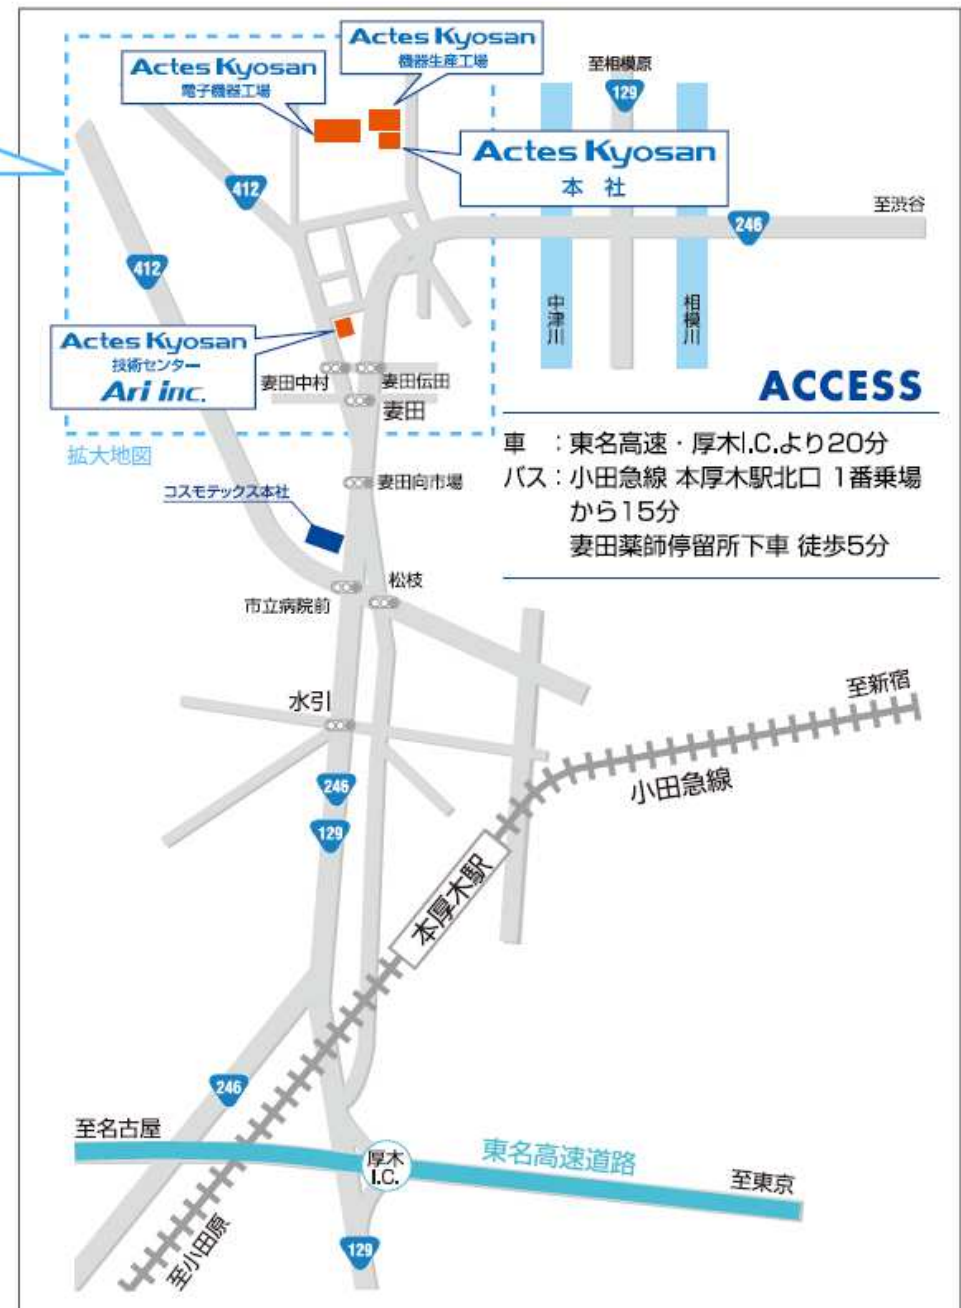 Actes Kyosan
機器生産工場
Actes Kyosan
電子機器工場
至相模原
129
Actes Kyosan
本 社
412
至渋谷
246
412
中津川
相模川
Actes Kyosan
技術センター
Ari inc.
妻田中村
妻田伝田
妻田
ACCESS
拡大地図
車 : 東名高速・厚木I.C.より20分
バス : 小田急線 本厚木駅北口 1番乗場
から15分
妻田薬師停留所下車 徒歩5分
妻田向市場
コスモテックス本社
松枝
市立病院前
水引
至新宿
小田急線
246
129
本厚木駅
246
至名古屋
厚木
I.C.
東名高速道路
至東京
至小田原
129